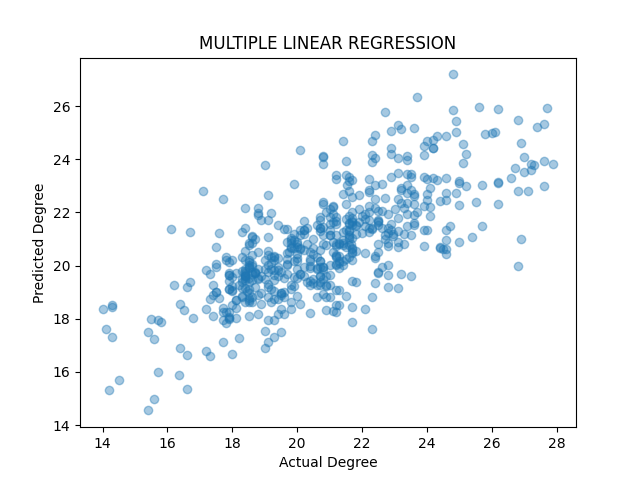 MULTIPLE LINEAR REGRESSION
26
24
22
20
18
16
14
Predicted Degree
14 16 18 20 22 24 26 28
Actual Degree